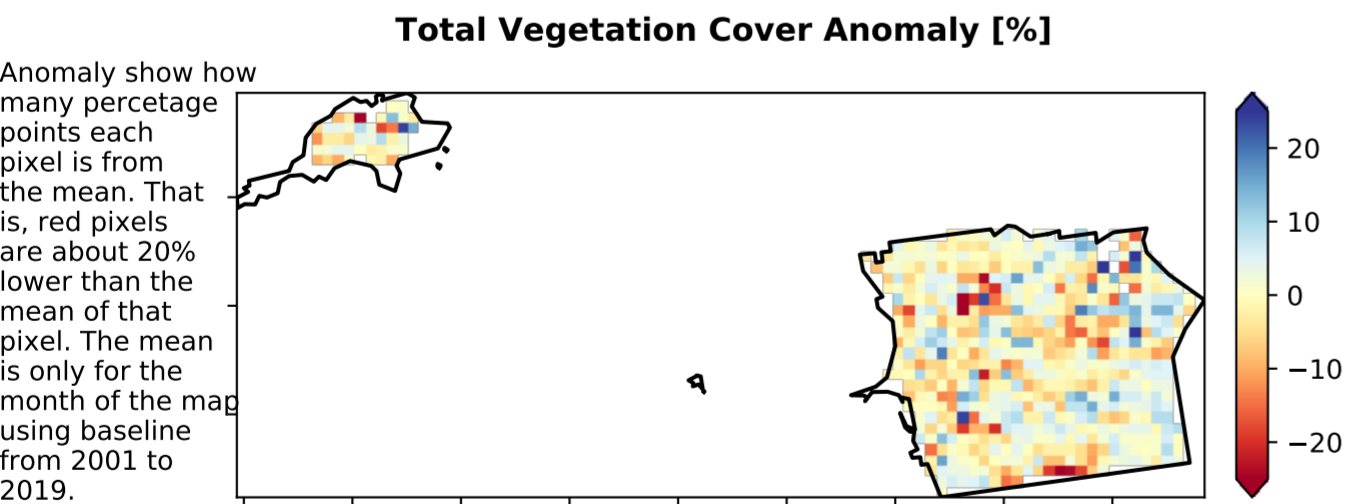 Total Vegetation Cover Anomaly [%]
Anomaly show how
many percetage
points each
pixel is from
the mean. That
is, red pixels
are about 20%
lower than the
mean of that
pixel. The mean
is only for the
month of the map
using baseline
from 2001 to
2019.
20
10
0
−10
−20